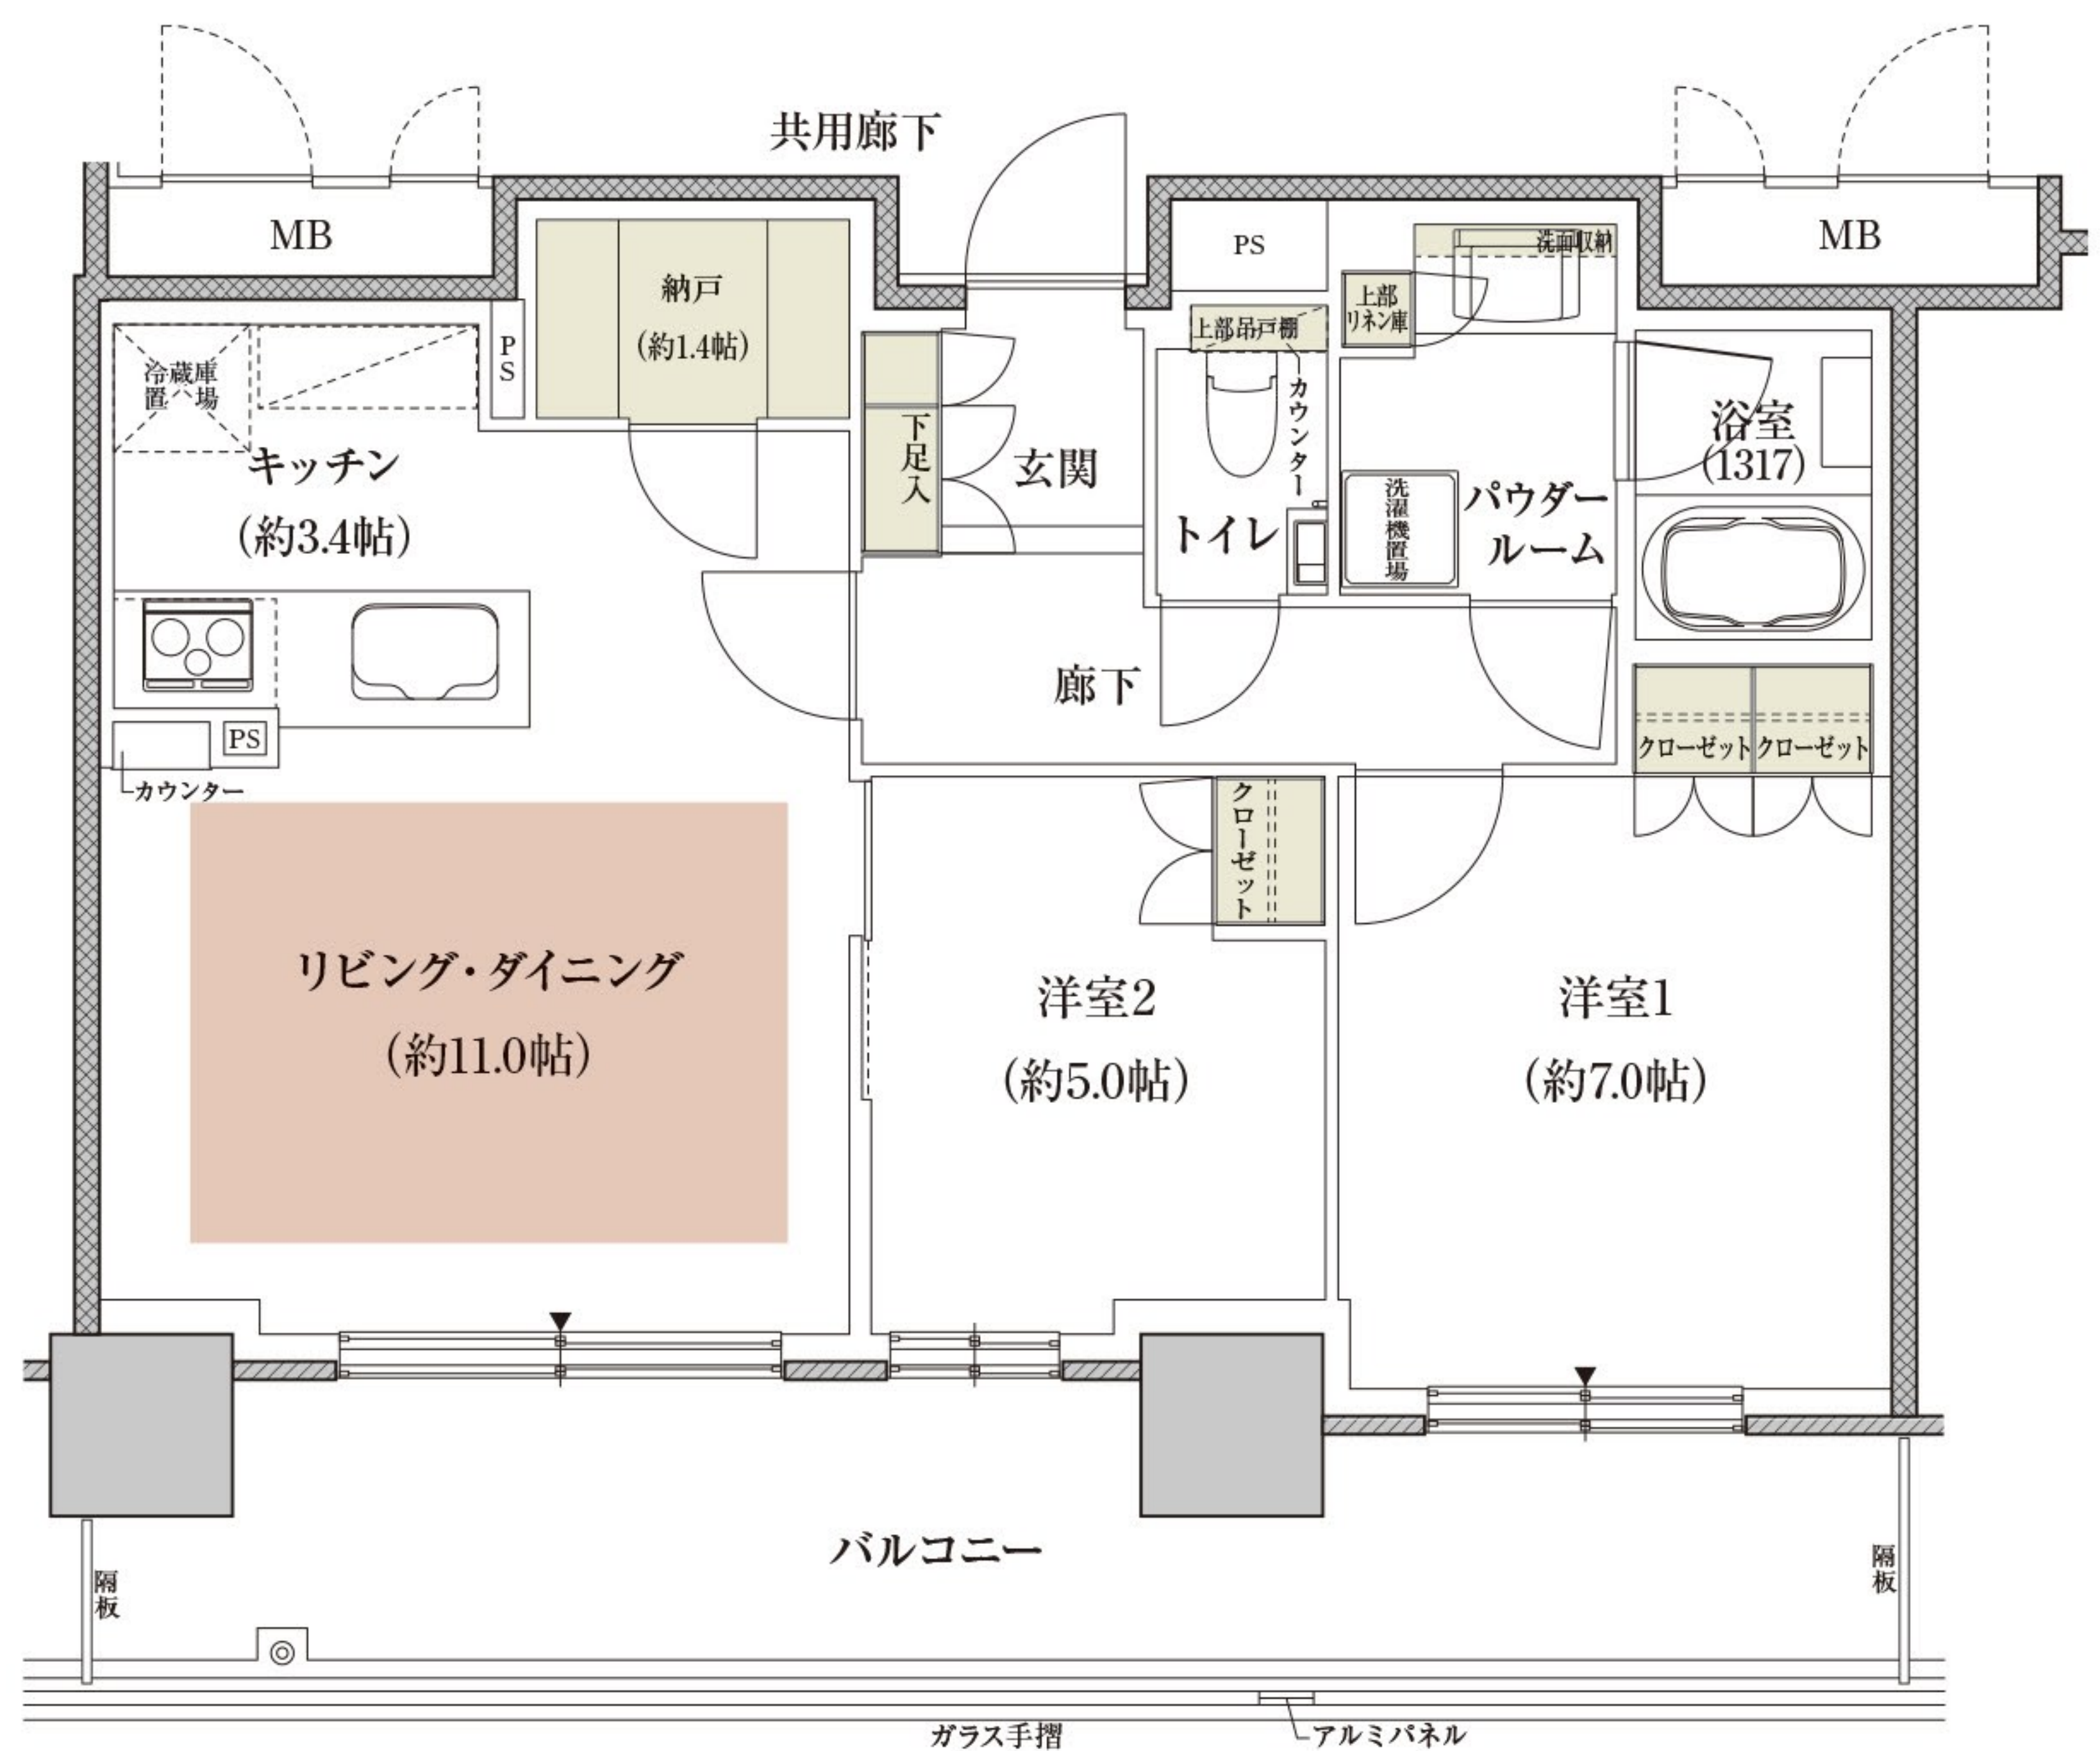 共用廊下
MB
MB
PS
洗面収納
納戸
(約1.4帖)
上部
リネン庫
上部吊戸棚
カウンター
PS
冷蔵庫
置場
キッチン
(約3.4帖)
下足入
玄関
トイレ
洗濯機置場
パウダー
ルーム
浴室
(1317)
廊下
PS
カウンター
クローゼット
クローゼット
クローゼット
リビング・ダイニング
(約11.0帖)
洋室2
(約5.0帖)
洋室1
(約7.0帖)
バルコニー
隔板
隔板
ガラス手摺
アルミパネル